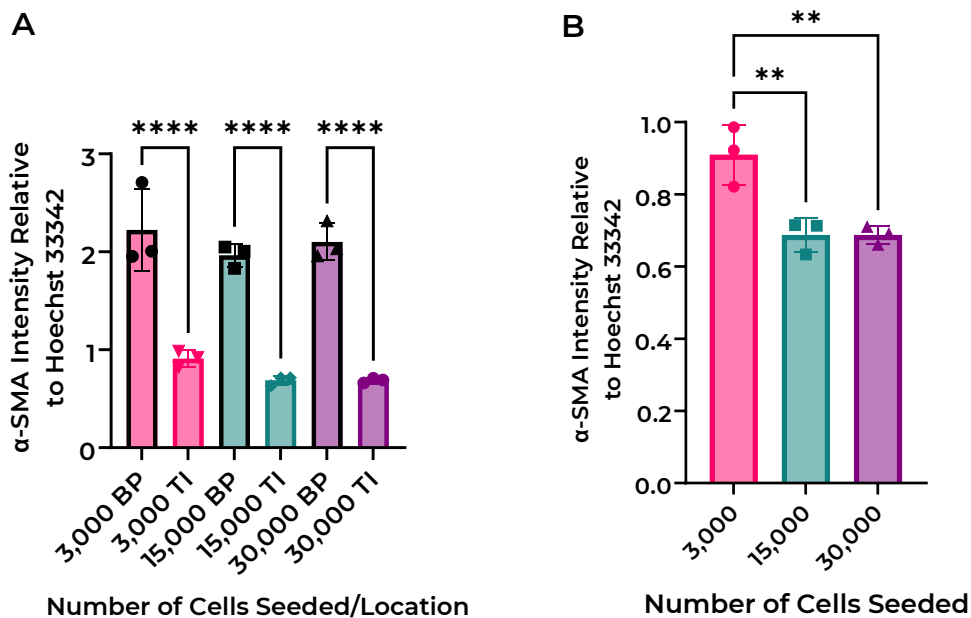 A
**** **** ****
α-SMA Intensity Relative
to Hoechst 33342
3
2
1
0
3,000 BP
3,000 TI
15,000 BP
15,000 TI
30,000 BP
30,000 TI
Number of Cells Seeded/Location
B
**
**
α-SMA Intensity Relative
to Hoechst 33342
1.0
0.8
0.6
0.4
0.2
0.0
3,000
15,000
30,000
Number of Cells Seeded